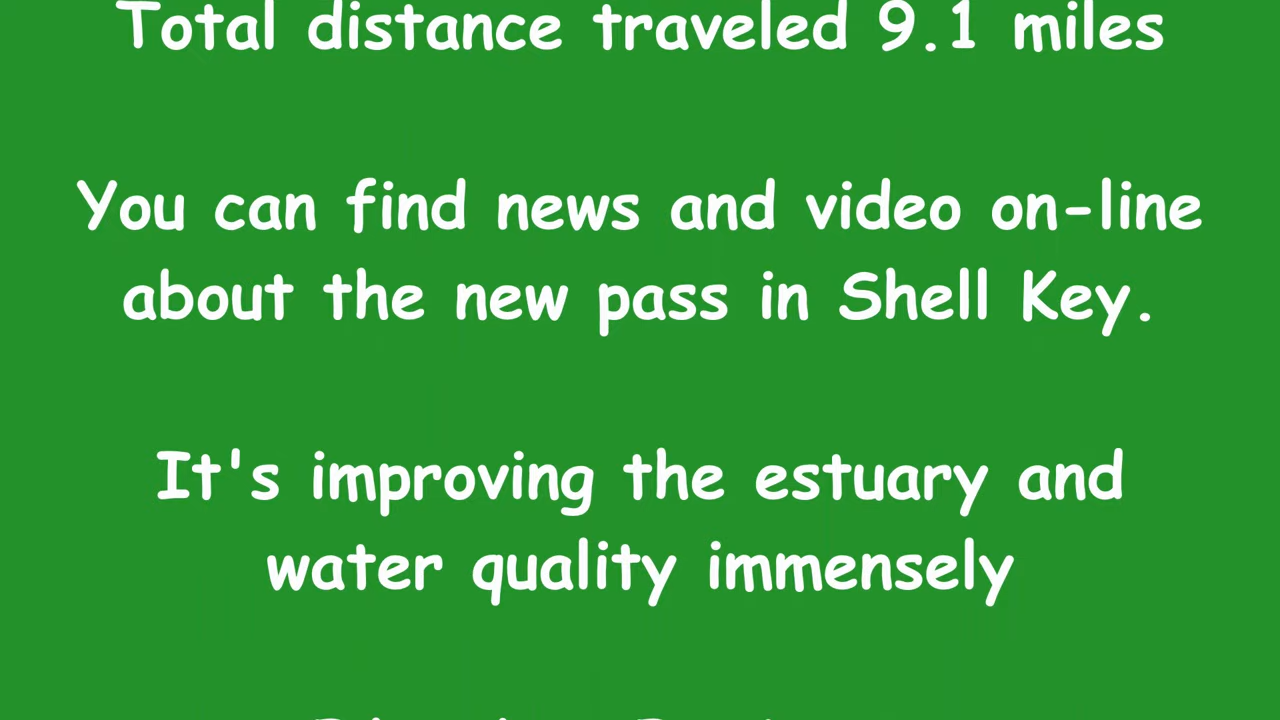 Total distance traveled 9.1 miles
You can find news and video on-line
about the new pass in Shell Key.
It's improving the estuary and
water quality immensely